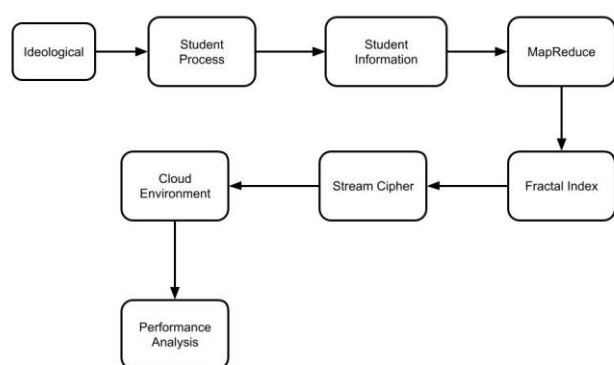 Ideological
Student
Process
Student
Information
MapReduce
Fractal Index
Stream Cipher
Cloud
Environment
Performance
Analysis